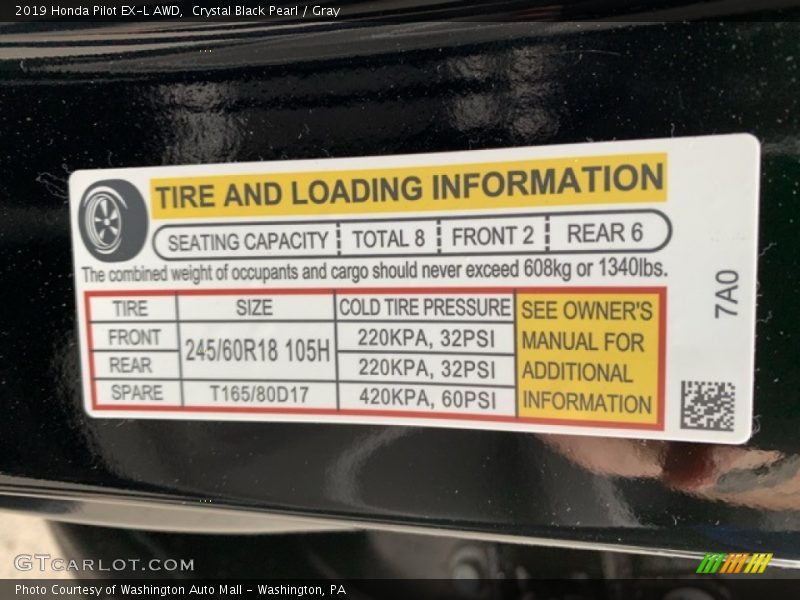 2019 Honda Pilot EX-L AWD, Crystal Black Pearl / Gray
TIRE AND LOADING INFORMATION
SEATING CAPACITY TOTAL 8 FRONT 2 REAR 6
The combined weight of occupants and cargo should never exceed 608kg or 1340lbs.
TIRE SIZE COLD TIRE PRESSURE
FRONT 245/60R18 105H 220KPA, 32PSI
REAR 220KPA, 32PSI
SPARE T165/80D17 420KPA, 60PSI
SEE OWNER'S
MANUAL FOR
ADDITIONAL
INFORMATION
7A0
GTCARLOT.COM
Photo Courtesy of Washington Auto Mall - Washington, PA